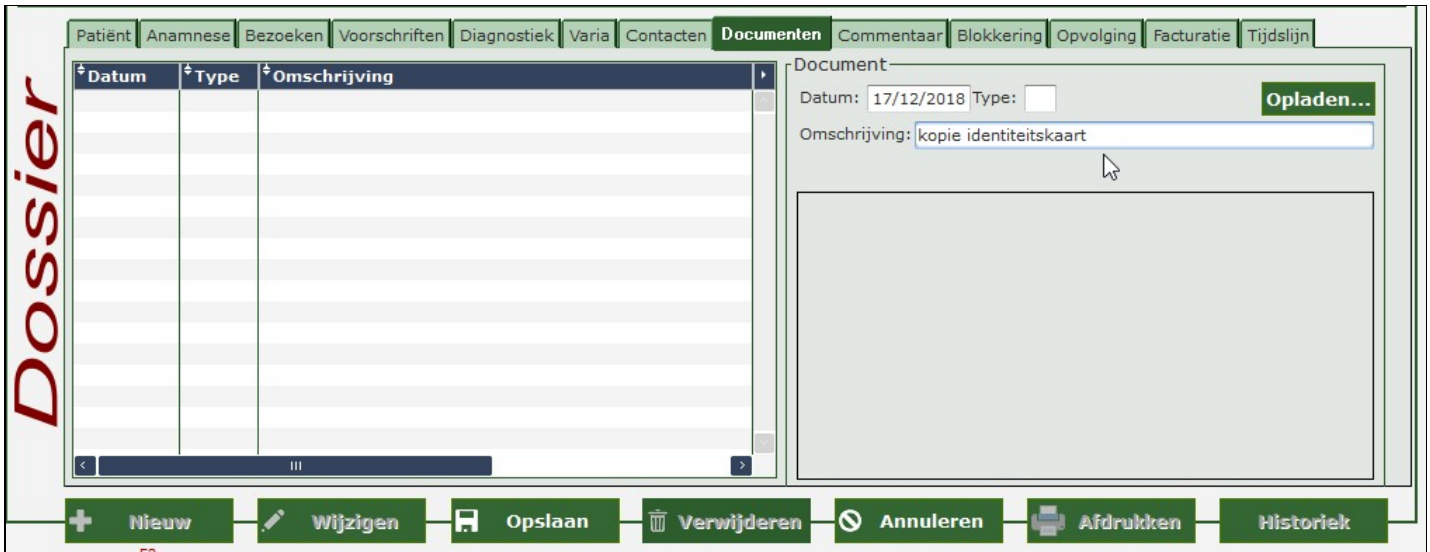 Patiënt Anamnese Bezoeken Voorschriften Diagnostiek Varia Contacten Documenten Commentaar Blokkering Opvolging Facturatie Tijdslijn
Dossier
Datum Type Omschrijving
Document
Datum: 17/12/2018 Type:
Opladen...
Omschrijving: kopie identiteitskaart
Nieuw Wijzigen Opslaan Verwijderen Annuleren Afdrukken Historiek